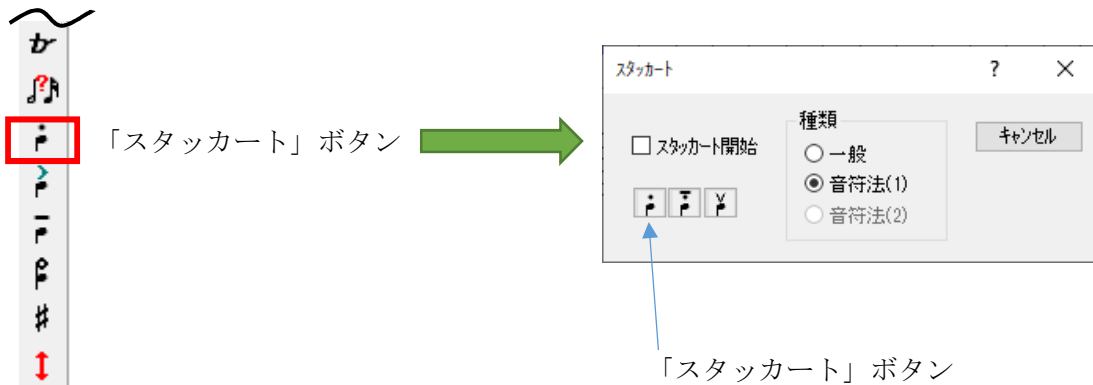 「スタッカート」ボタン
スタッカート
?
×
スタッカート開始
種類
一般
音符法(1)
音符法(2)
キャンセル
「スタッカート」ボタン